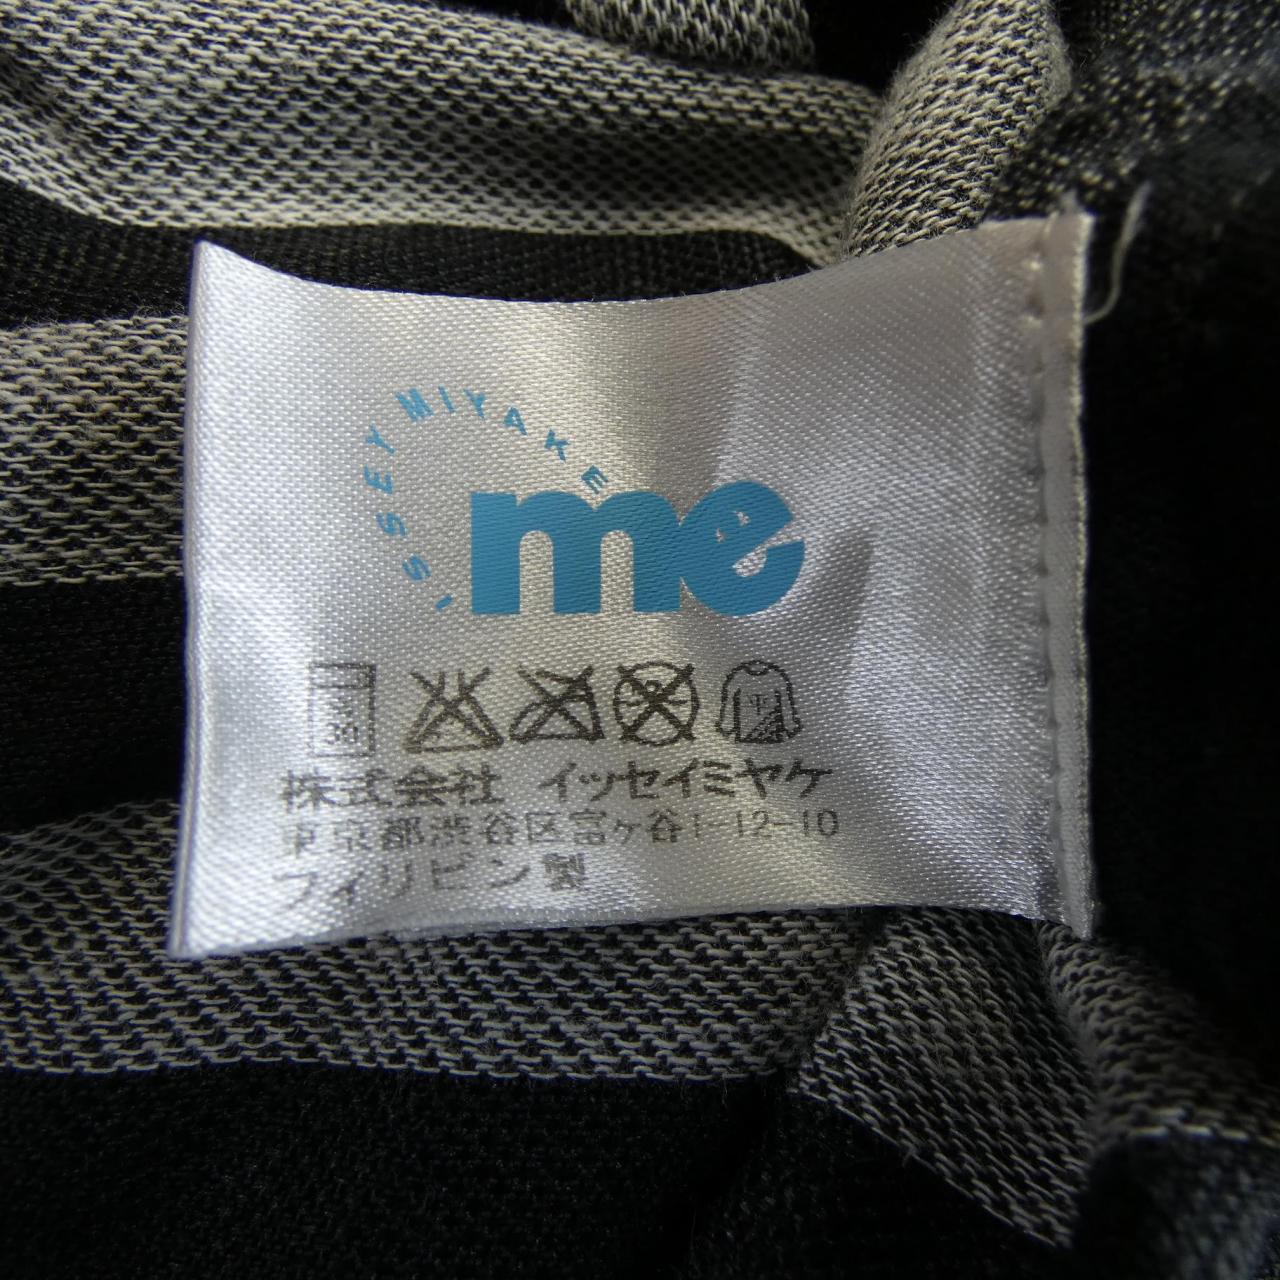 ISSEY MIYAKE
me
30
株式会社 イッセイミヤケ
東京都渋谷区富ヶ谷1-12-10
フィリピン製